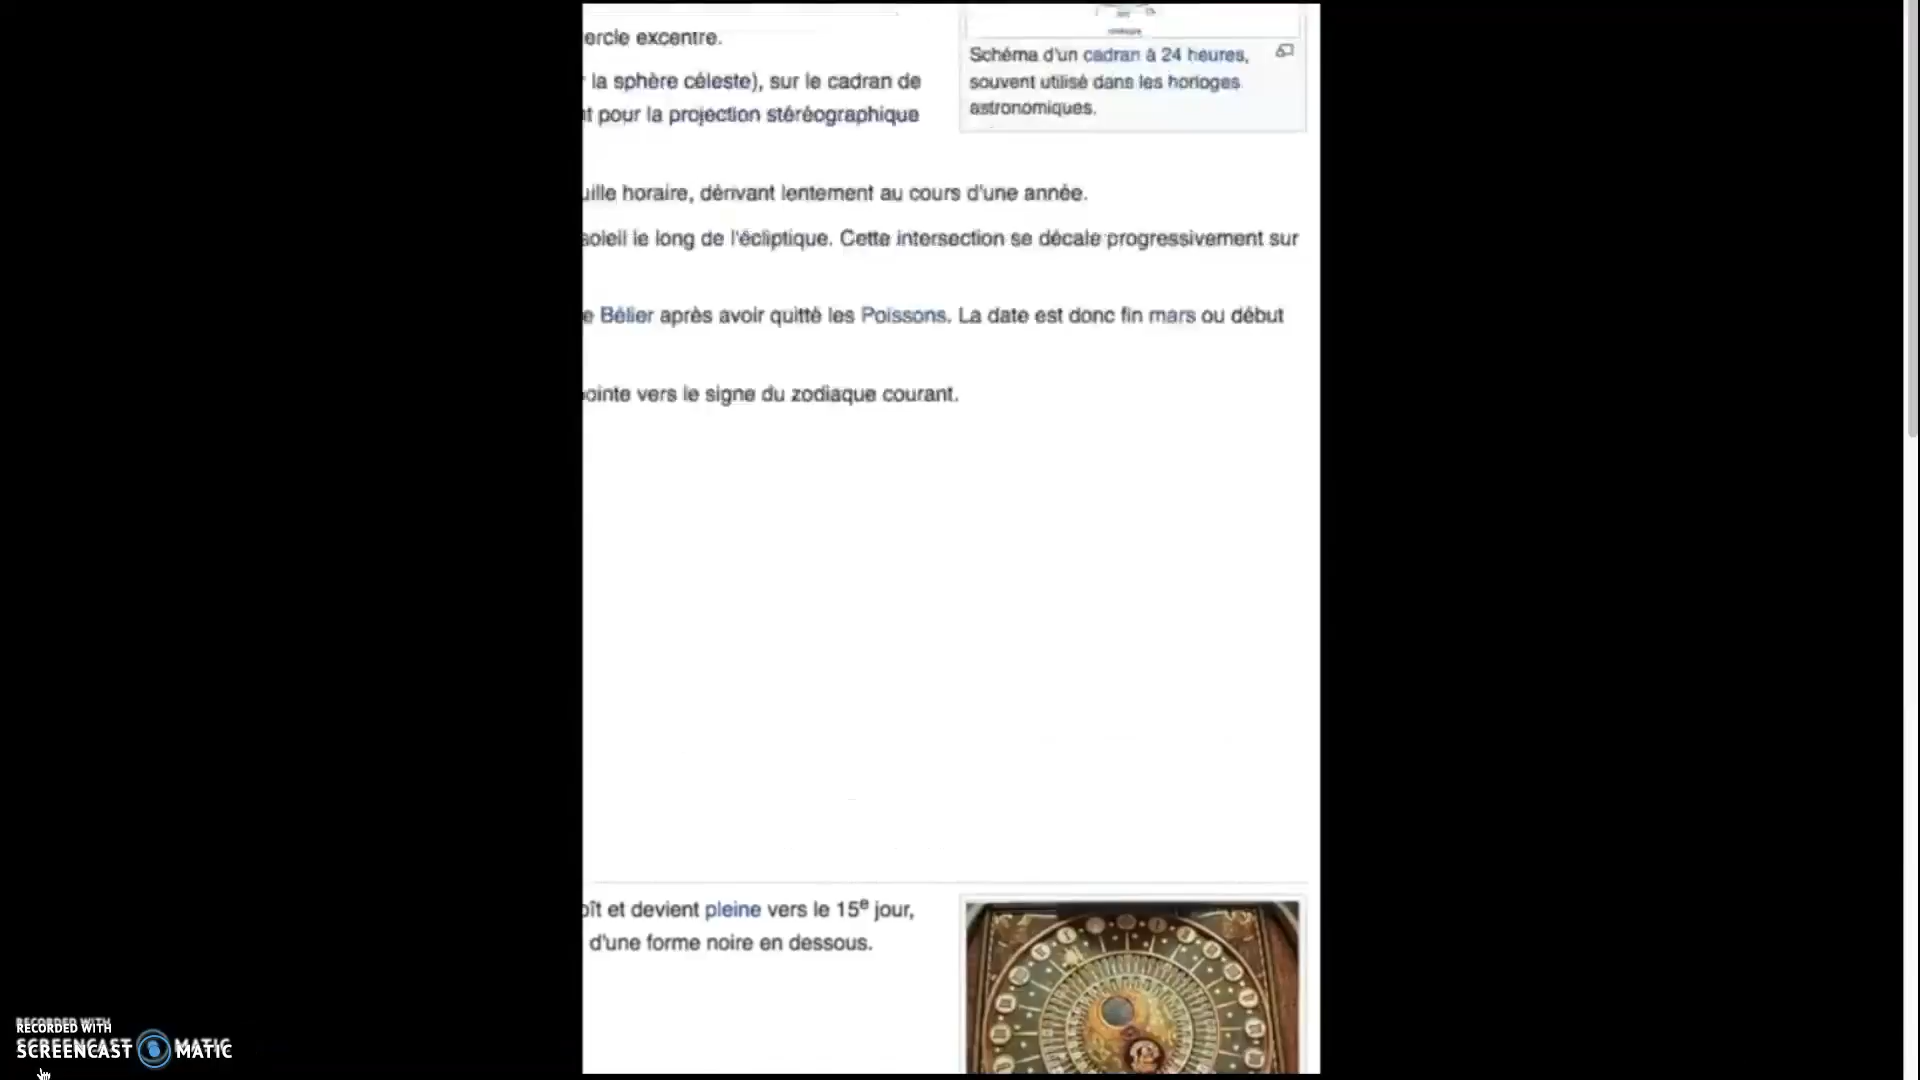 ercle excentre.
la sphère céleste), sur le cadran de
t pour la projection stéréographique
Schéma d'un cadran à 24 heures,
souvent utilisé dans les horloges
astronomiques.
uille horaire, dérivant lentement au cours d'une année.
soleil le long de l'écliptique. Cette intersection se décale progressivement sur
e Bélier après avoir quitté les Poissons. La date est donc fin mars ou début
ointe vers le signe du zodiaque courant.
oît et devient pleine vers le 15e jour,
d'une forme noire en dessous.
RECORDED WITH
SCREENCAST MATIC